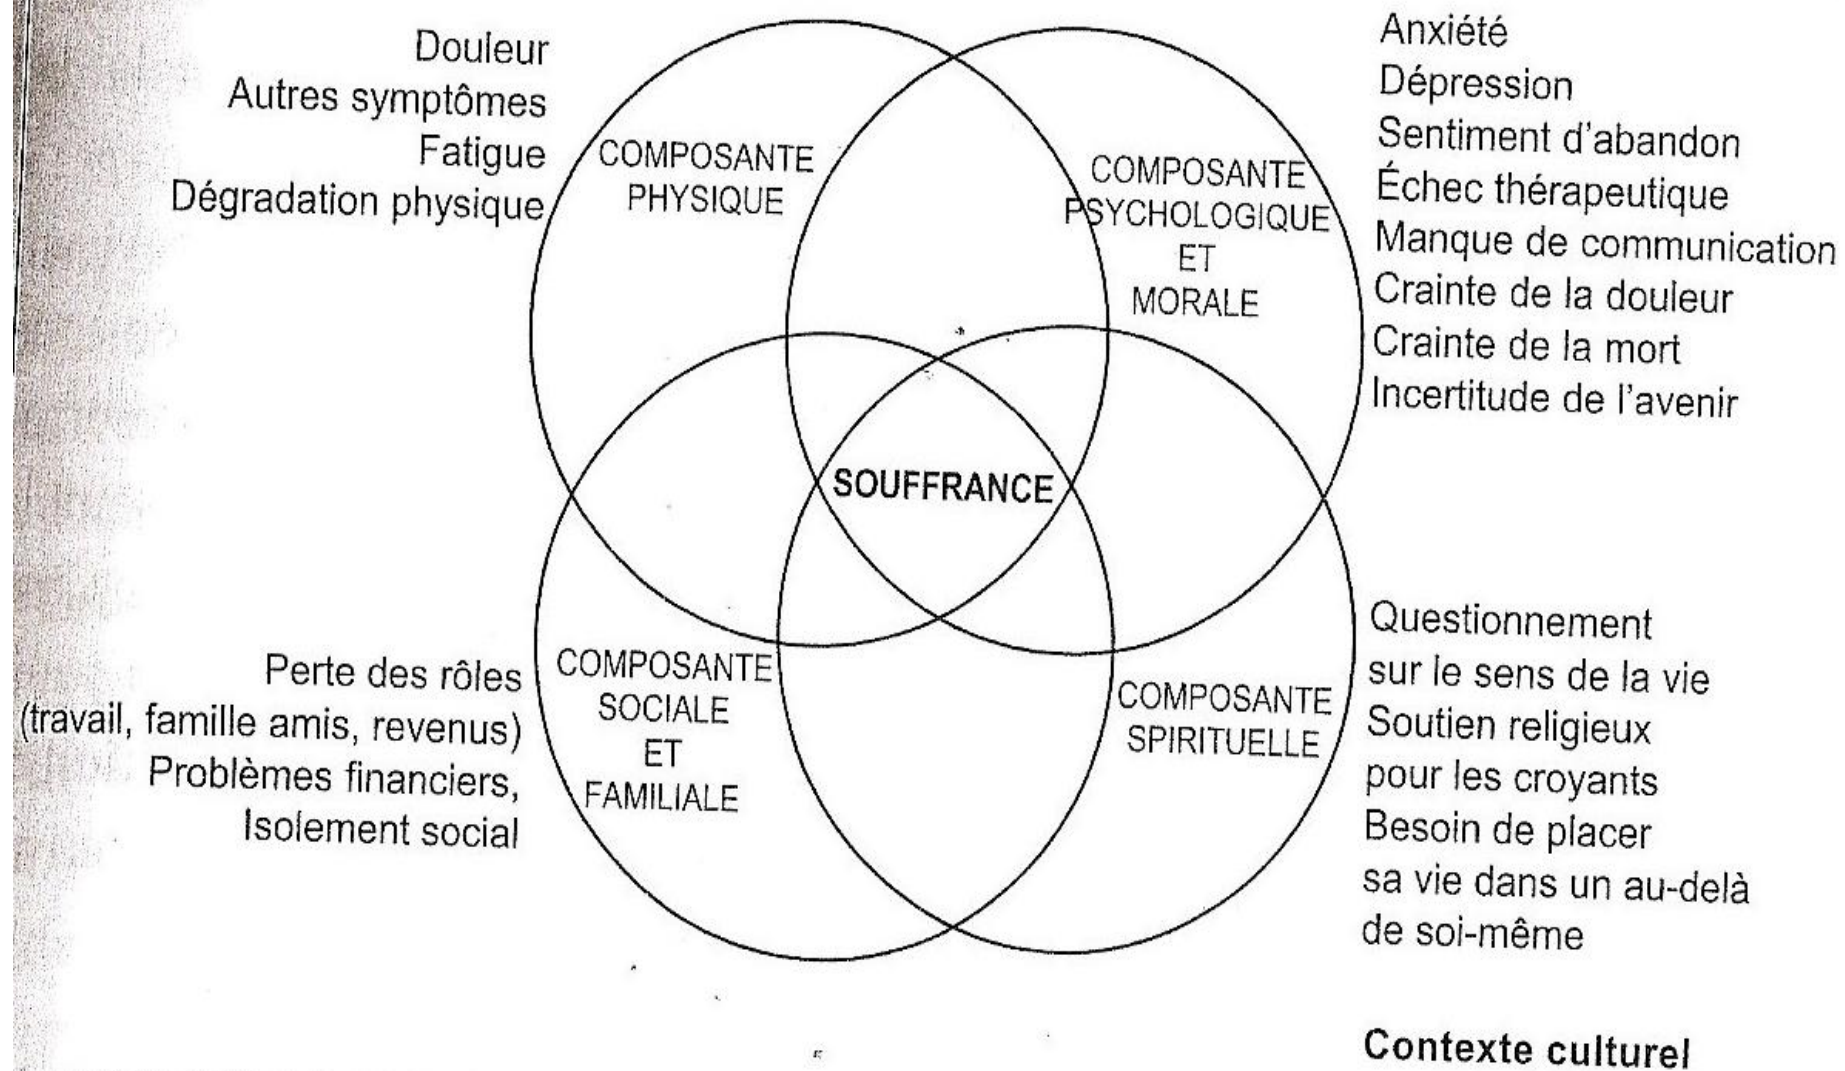 Douleur
Autres symptômes
Fatigue
Dégradation physique
COMPOSANTE
PHYSIQUE
COMPOSANTE
PSYCHOLOGIQUE
ET
MORALE
Anxiété
Dépression
Sentiment d'abandon
Échec thérapeutique
Manque de communication
Crainte de la douleur
Crainte de la mort
Incertitude de l'avenir
SOUFFRANCE
Perte des rôles
(travail, famille amis, revenus)
Problèmes financiers,
Isolement social
COMPOSANTE
SOCIALE
ET
FAMILIALE
COMPOSANTE
SPIRITUELLE
Questionnement
sur le sens de la vie
Soutien religieux
pour les croyants
Besoin de placer
sa vie dans un au-delà
de soi-même
Contexte culturel